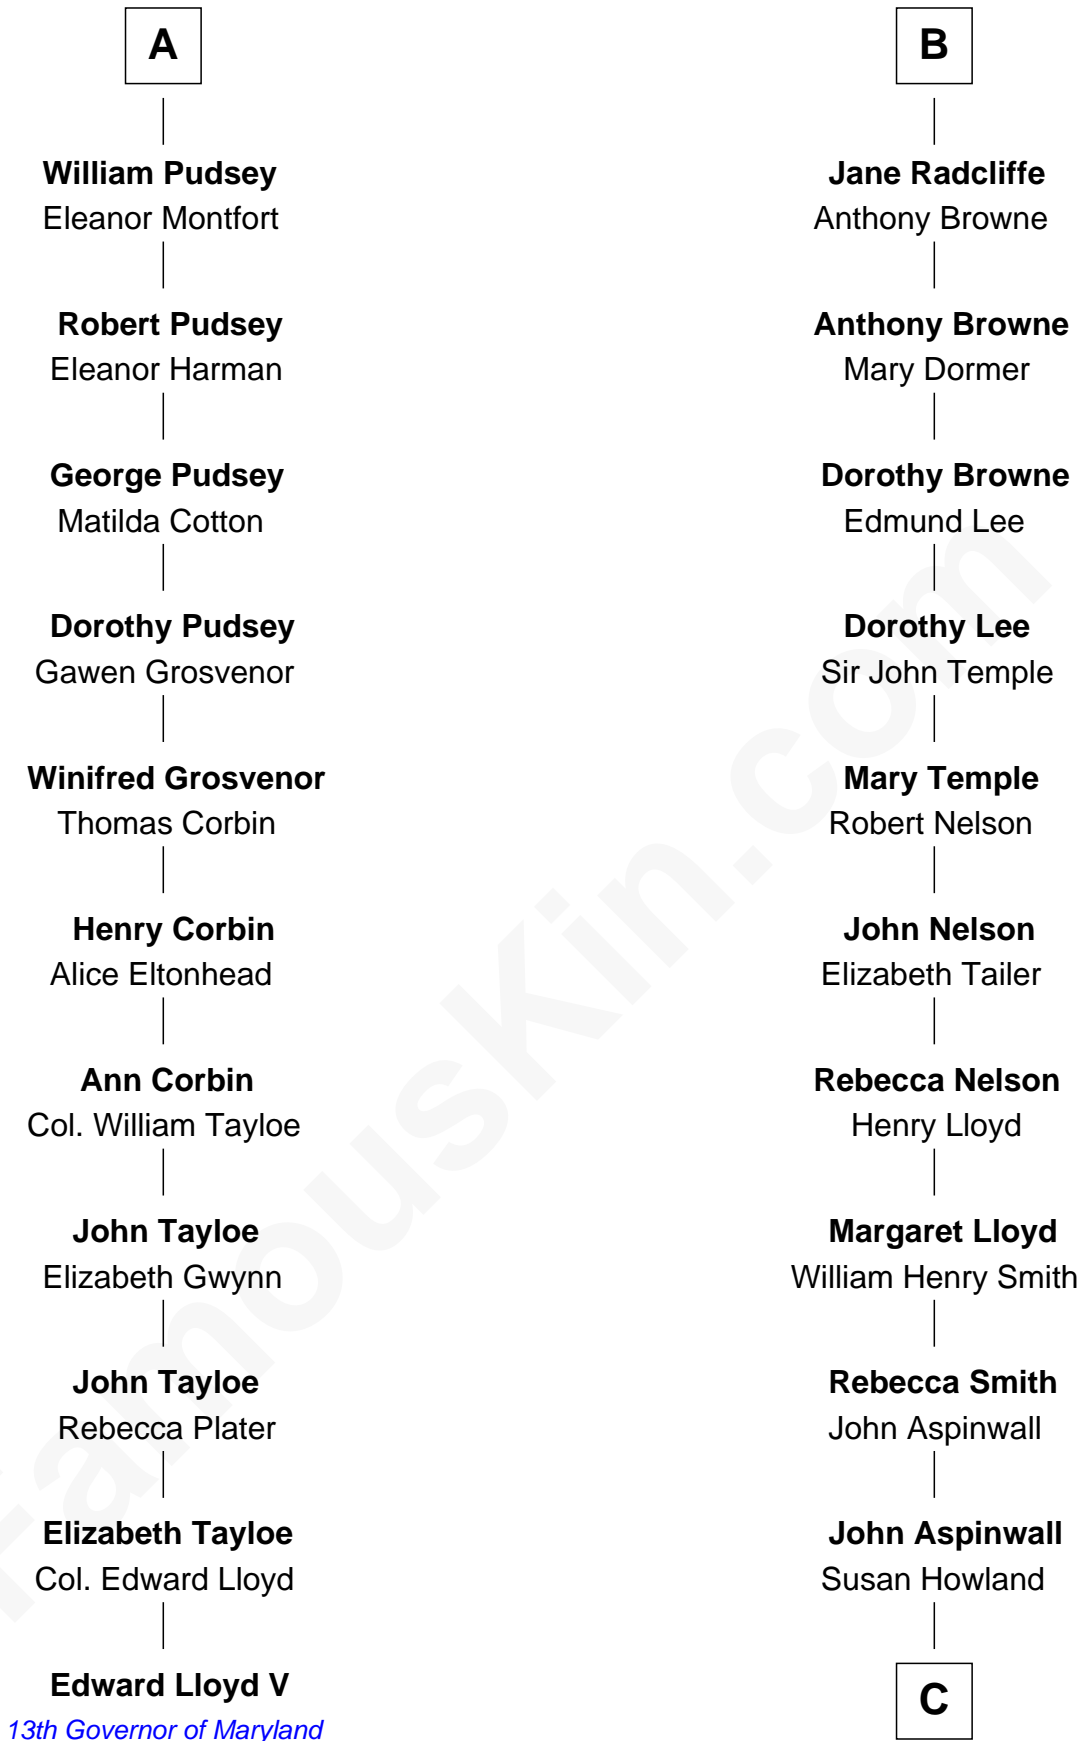 A
William Pudsey
Eleanor Montfort
Robert Pudsey
Eleanor Harman
George Pudsey
Matilda Cotton
Dorothy Pudsey
Gawen Grosvenor
Winifred Grosvenor
Thomas Corbin
Henry Corbin
Alice Eltonhead
Ann Corbin
Col. William Tayloe
John Tayloe
Elizabeth Gwynn
John Tayloe
Rebecca Plater
Elizabeth Tayloe
Col. Edward Lloyd
Edward Lloyd V
13th Governor of Maryland
B
Jane Radcliffe
Anthony Browne
Anthony Browne
Mary Dormer
Dorothy Browne
Edmund Lee
Dorothy Lee
Sir John Temple
Mary Temple
Robert Nelson
John Nelson
Elizabeth Tailer
Rebecca Nelson
Henry Lloyd
Margaret Lloyd
William Henry Smith
Rebecca Smith
John Aspinwall
John Aspinwall
Susan Howland
C
FamousKin.com